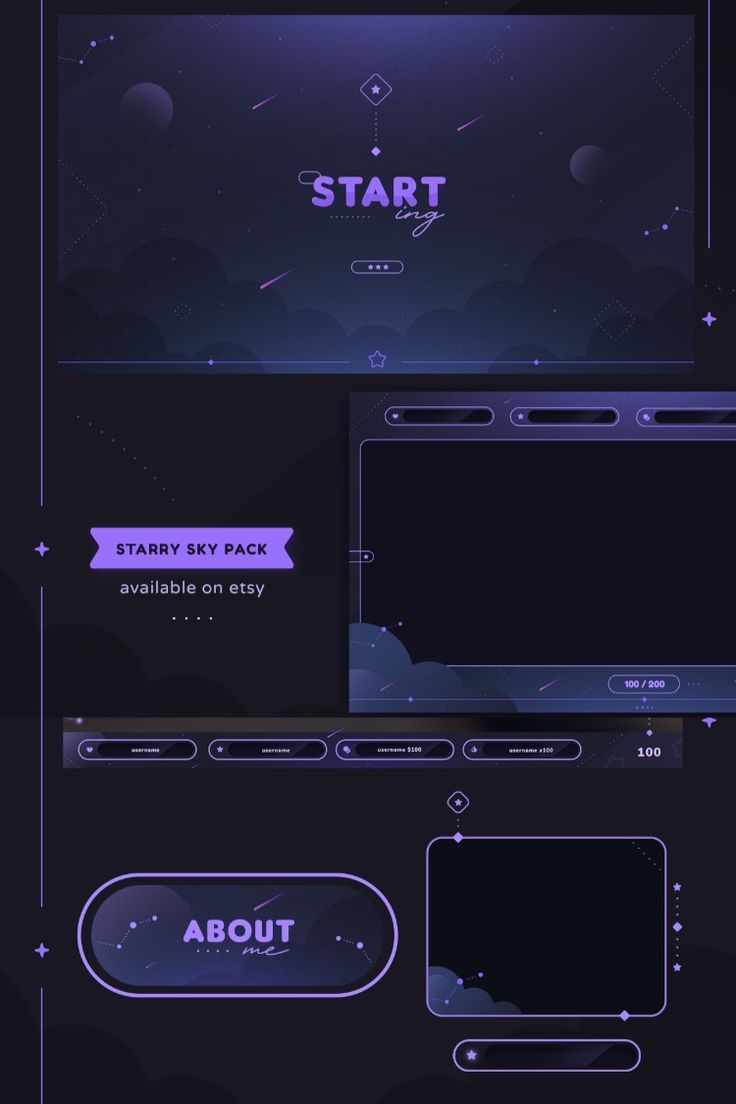 START
ing
STARRY SKY PACK
available on etsy
100 / 200
username
username
username $100
username x100
100
ABOUT
me